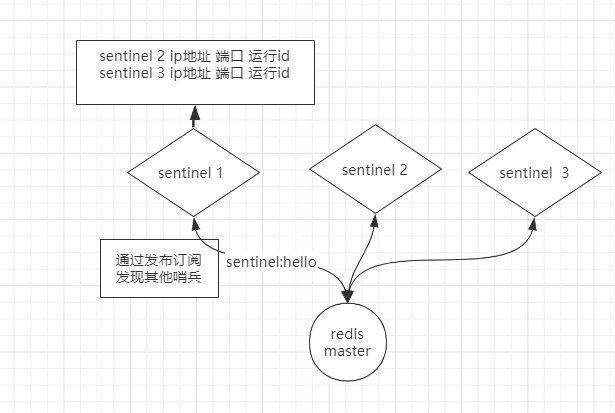 sentinel 2 ip地址 端口 运行id
sentinel 3 ip地址 端口 运行id
sentinel 1
sentinel 2
sentinel 3
通过发布订阅
发现其他哨兵
sentinel:hello
redis
master